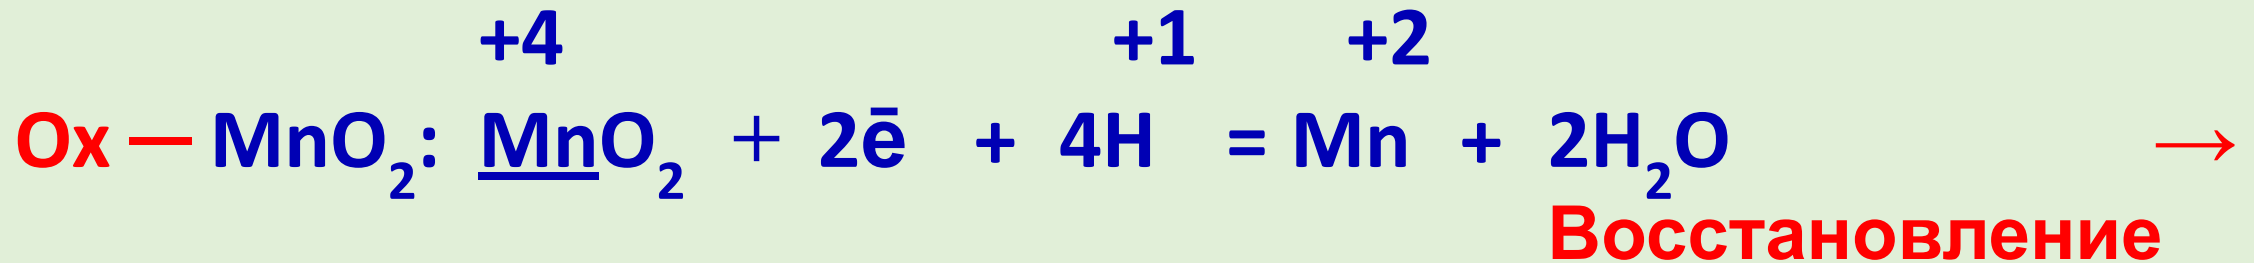 +4 +1 +2
Ox — MnO₂: MnO₂ + 2ē + 4H = Mn + 2H₂O →
Восстановление